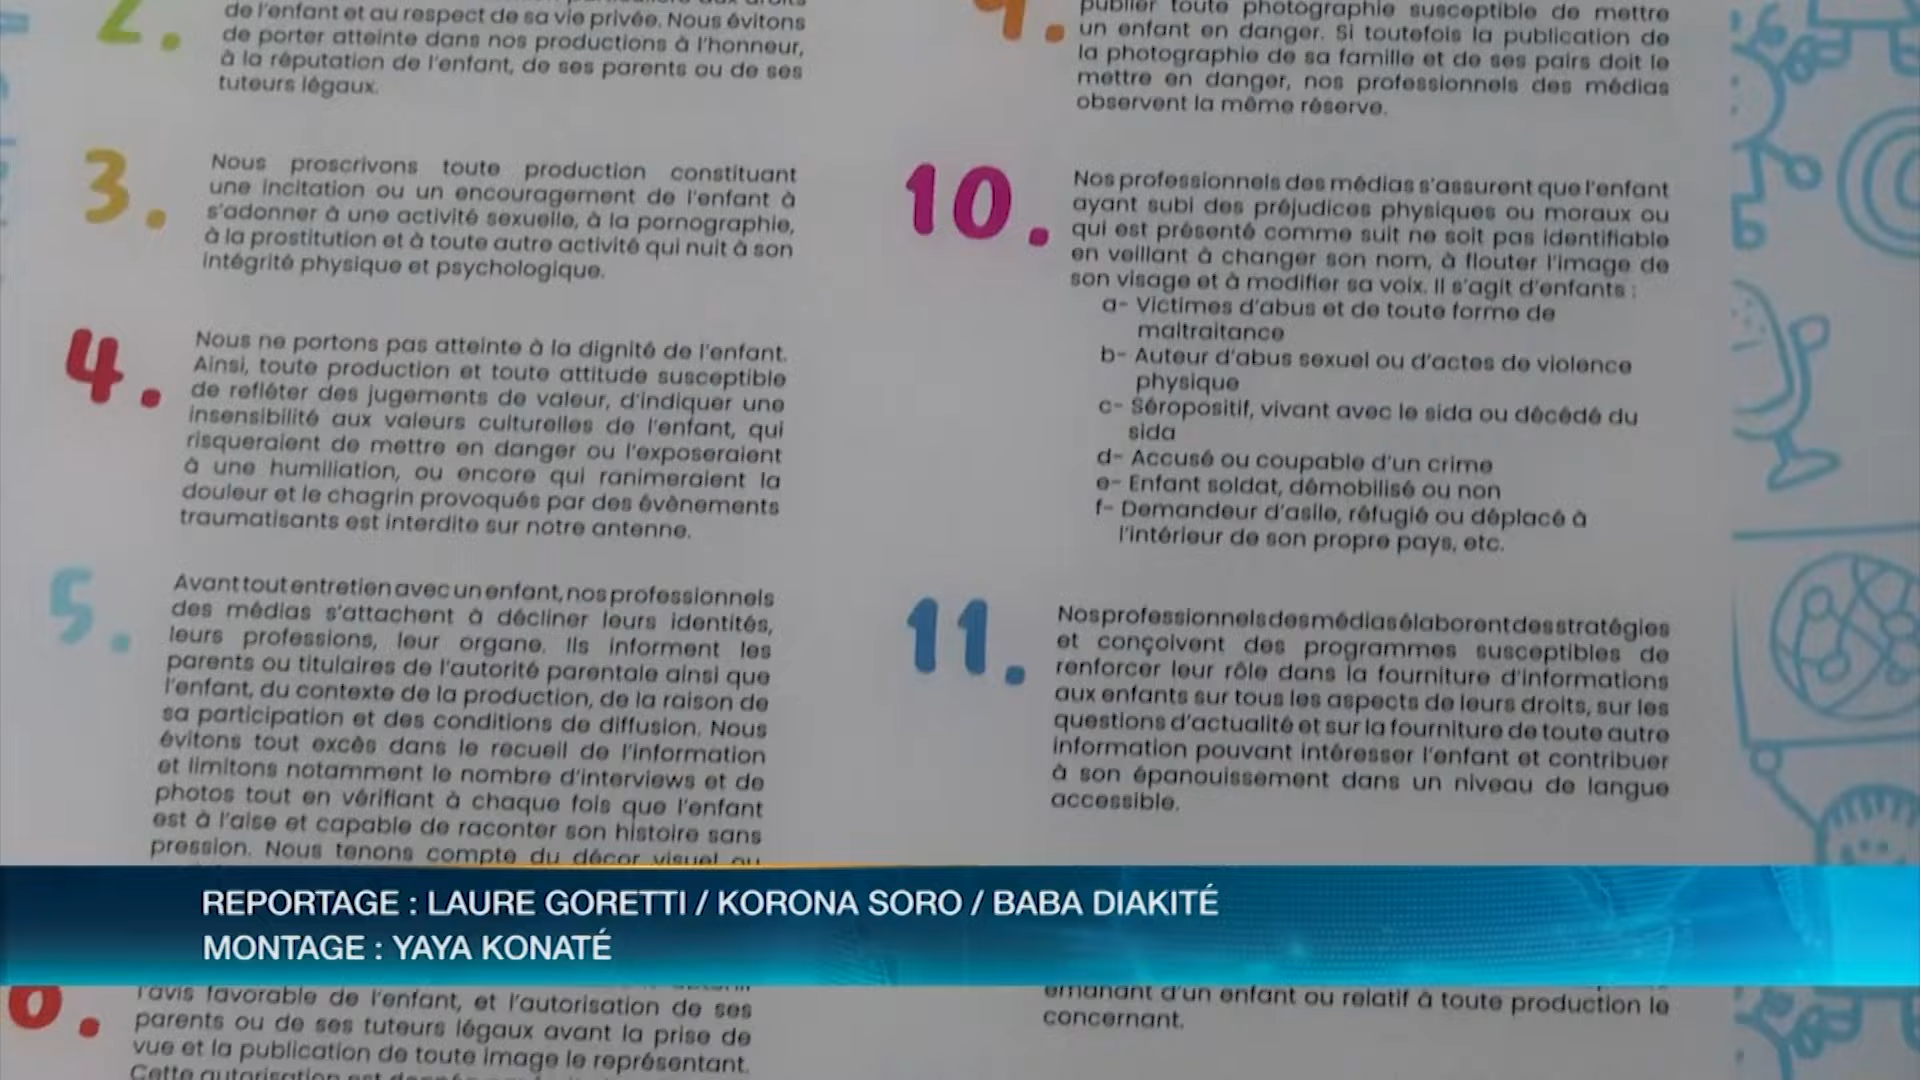 2.
de l'enfant et au respect de sa vie privée. Nous évitons
de porter atteinte dans nos productions à l'honneur,
à la réputation de l'enfant, de ses parents ou de ses
tuteurs légaux.
3.
Nous proscrivons toute production constituant
une incitation ou un encouragement de l'enfant à
s'adonner à une activité sexuelle, à la pornographie,
à la prostitution et à toute autre activité qui nuit à son
intégrité physique et psychologique.
4.
Nous ne portons pas atteinte à la dignité de l'enfant.
Ainsi, toute production et toute attitude susceptible
de refléter des jugements de valeur, d'indiquer une
insensibilité aux valeurs culturelles de l'enfant, qui
risqueraient de mettre en danger ou l'exposeraient
à une humiliation, ou encore qui ranimeraient la
douleur et le chagrin provoqués par des évènements
traumatisants est interdite sur notre antenne.
5.
Avant tout entretien avec un enfant, nos professionnels
des médias s'attachent à décliner leurs identités,
leurs professions, leur organe. Ils informent les
parents ou titulaires de l'autorité parentale ainsi que
l'enfant, du contexte de la production, de la raison de
sa participation et des conditions de diffusion. Nous
évitons tout excès dans le recueil de l'information
et limitons notamment le nombre d'interviews et de
photos tout en vérifiant à chaque fois que l'enfant
est à l'aise et capable de raconter son histoire sans
pression. Nous tenons compte du décor visuel ou
6.
l'avis favorable de l'enfant, et l'autorisation de ses
parents ou de ses tuteurs légaux avant la prise de
vue et la publication de toute image le représentant.
Cette autorisation est
9.
publier toute photographie susceptible de mettre
un enfant en danger. Si toutefois la publication de
la photographie de sa famille et de ses pairs doit le
mettre en danger, nos professionnels des médias
observent la même réserve.
10.
Nos professionnels des médias s'assurent que l'enfant
ayant subi des préjudices physiques ou moraux ou
qui est présenté comme suit ne soit pas identifiable
en veillant à changer son nom, à flouter l'image de
son visage et à modifier sa voix. Il s'agit d'enfants :
a- Victimes d'abus et de toute forme de
maltraitance
b- Auteur d'abus sexuel ou d'actes de violence
physique
c- Séropositif, vivant avec le sida ou décédé du
sida
d- Accusé ou coupable d'un crime
e- Enfant soldat, démobilisé ou non
f- Demandeur d'asile, réfugié ou déplacé à
l'intérieur de son propre pays, etc.
11.
Nos professionnels des médias élaborent des stratégies
et conçoivent des programmes susceptibles de
renforcer leur rôle dans la fourniture d'informations
aux enfants sur tous les aspects de leurs droits, sur les
questions d'actualité et sur la fourniture de toute autre
information pouvant intéresser l'enfant et contribuer
à son épanouissement dans un niveau de langue
accessible.
émanant d'un enfant ou relatif à toute production le
concernant.
REPORTAGE : LAURE GORETTI / KORONA SORO / BABA DIAKITÉ
MONTAGE : YAYA KONATÉ